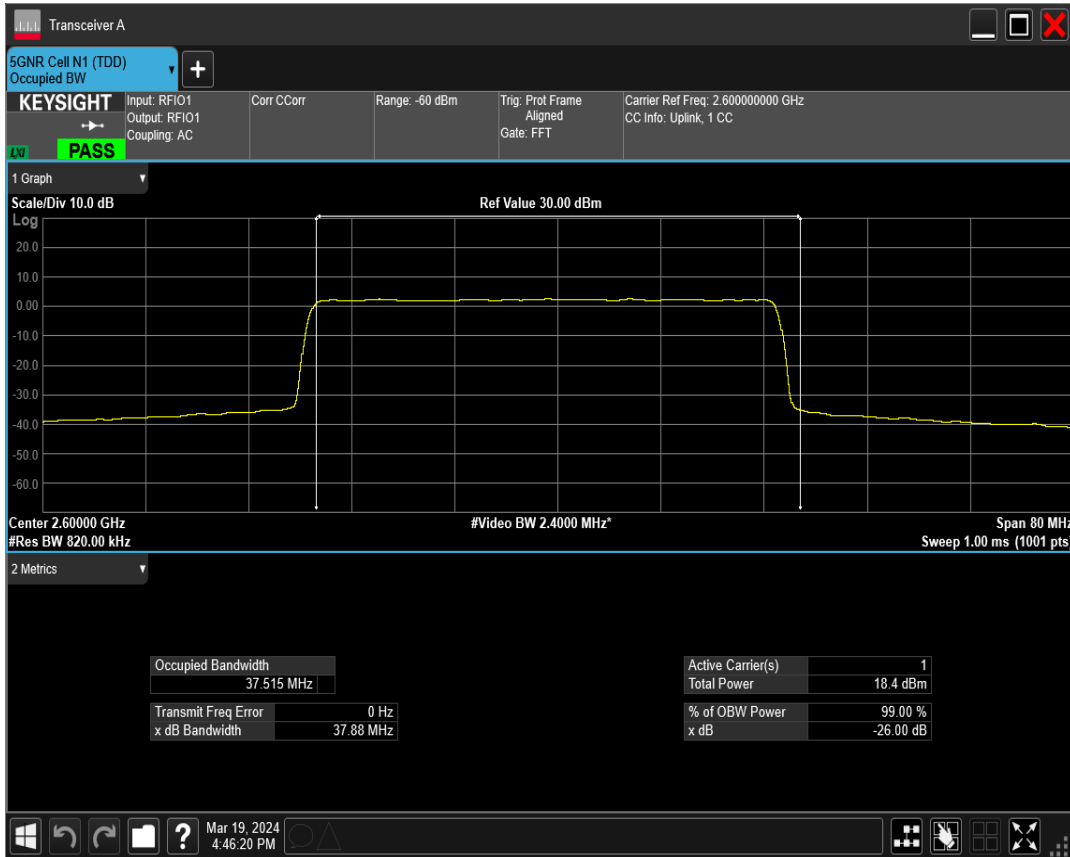 Transceiver A
5GNR Cell N1 (TDD)
Occupied BW
KEYSIGHT
Input: RFIO1
Output: RFIO1
Coupling: AC
LXI
PASS
Corr CCorr
Range: -60 dBm
Trig: Prot Frame
Aligned
Gate: FFT
Carrier Ref Freq: 2.600000000 GHz
CC Info: Uplink, 1 CC
1 Graph
Scale/Div 10.0 dB
Ref Value 30.00 dBm
Log
20.0
10.0
0.00
-10.0
-20.0
-30.0
-40.0
-50.0
-60.0
Center 2.60000 GHz
#Video BW 2.4000 MHz*
Span 80 MHz
#Res BW 820.00 kHz
Sweep 1.00 ms (1001 pts)
2 Metrics
Occupied Bandwidth
37.515 MHz
Transmit Freq Error 0 Hz
x dB Bandwidth 37.88 MHz
Active Carrier(s) 1
Total Power 18.4 dBm
% of OBW Power 99.00 %
x dB -26.00 dB
?
Mar 19, 2024
4:46:20 PM